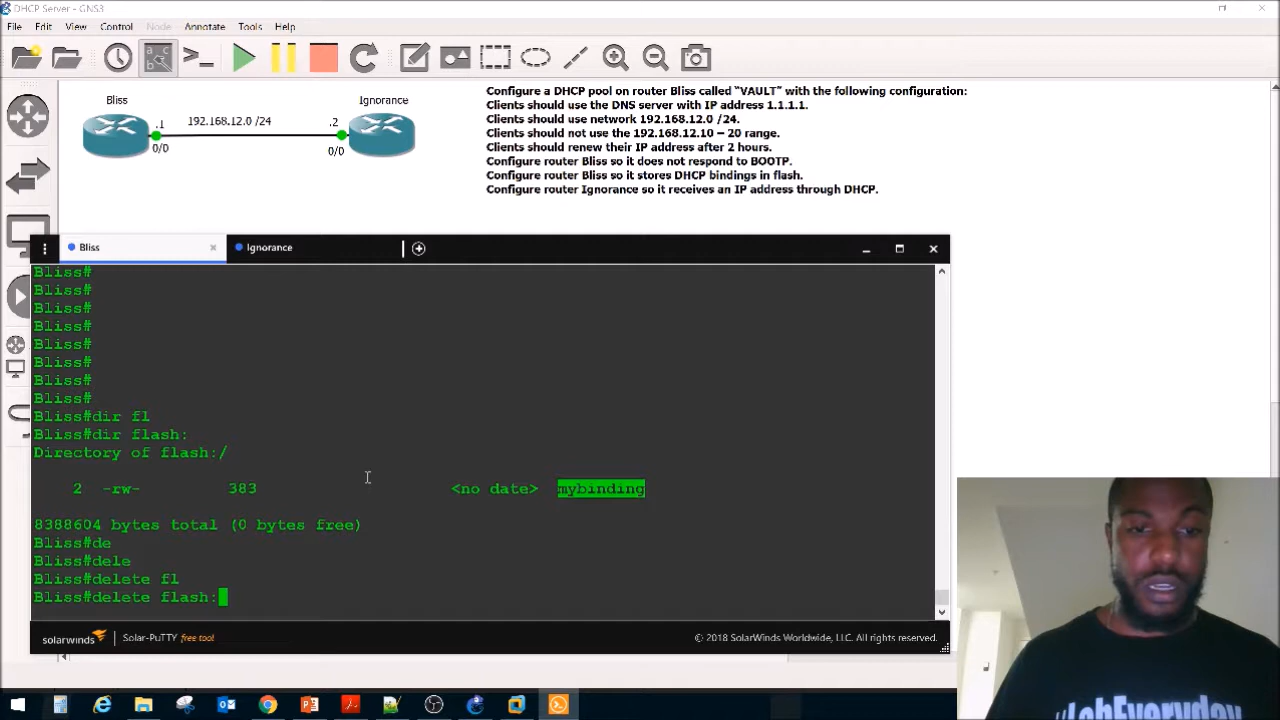 DHCP Server - GNS3
File Edit View Control Node Annotate Tools Help
Configure a DHCP pool on router Bliss called "VAULT" with the following configuration:
Clients should use the DNS server with IP address 1.1.1.1.
Clients should use network 192.168.12.0 /24.
Clients should not use the 192.168.12.10 – 20 range.
Clients should renew their IP address after 2 hours.
Configure router Bliss so it does not respond to BOOTP.
Configure router Bliss so it stores DHCP bindings in flash.
Configure router Ignorance so it receives an IP address through DHCP.
Bliss
Ignorance
.1
192.168.12.0 /24
.2
0/0
0/0
Bliss
Ignorance
Bliss#
Bliss#
Bliss#
Bliss#
Bliss#
Bliss#
Bliss#
Bliss#
Bliss#dir fl
Bliss#dir flash:
Directory of flash:/
2 -rw- 383 <no date> mybinding
8388604 bytes total (0 bytes free)
Bliss#de
Bliss#dele
Bliss#delete fl
Bliss#delete flash:
solarwinds Solar-PuTTY free tool
© 2018 SolarWinds Worldwide, LLC. All rights reserved.
#LabEveryday